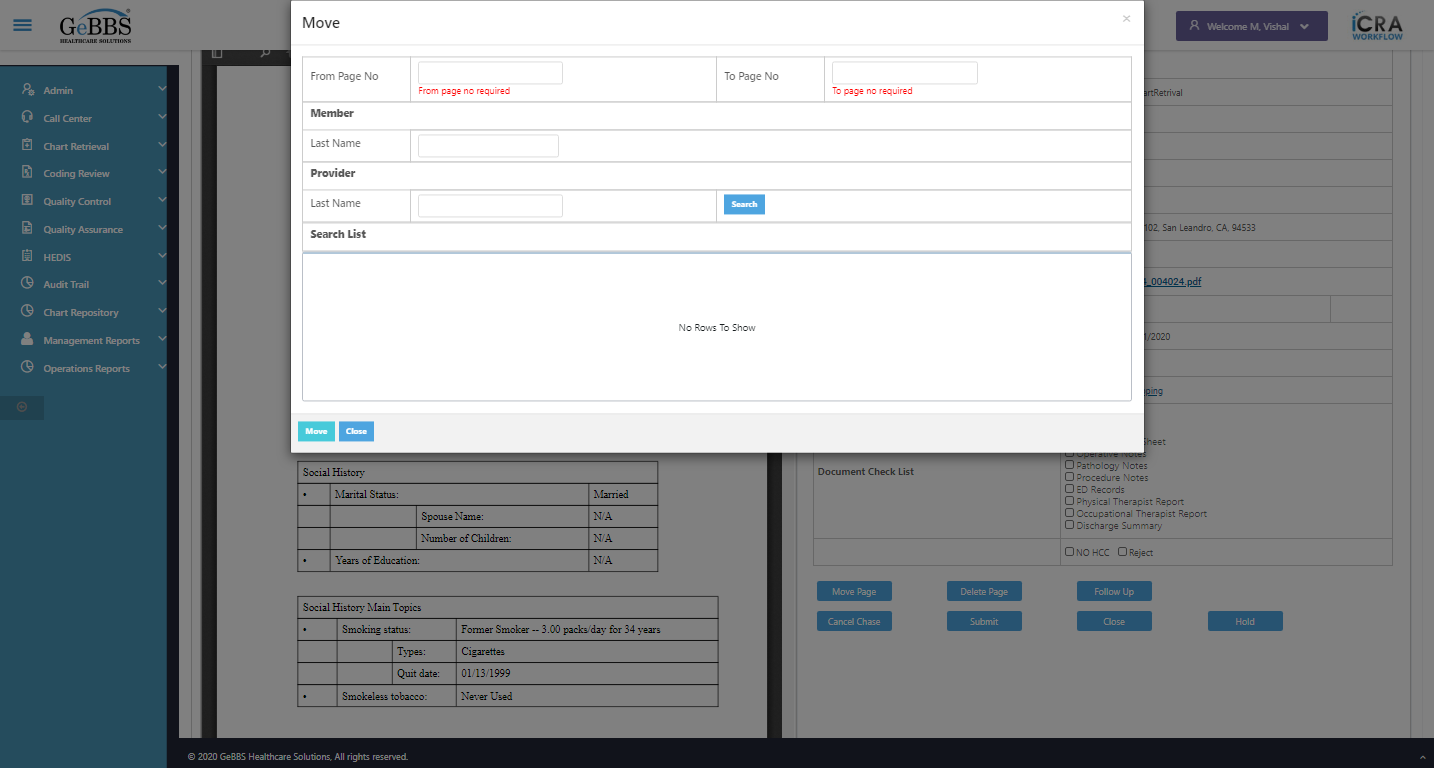 GeBBS
HEALTHCARE SOLUTIONS
Move
×
Welcome M, Vishal
iCRA
WORKFLOW
Admin
Call Center
Chart Retrieval
Coding Review
Quality Control
Quality Assurance
HEDIS
Audit Trail
Chart Repository
Management Reports
Operations Reports
From Page No
From page no required
To Page No
To page no required
Member
Last Name
Provider
Last Name
Search
Search List
No Rows To Show
Move Close
artRetrival
102, San Leandro, CA, 94533
_004024.pdf
1/2020
ping
Social History
• Marital Status: Married
Spouse Name: N/A
Number of Children: N/A
• Years of Education: N/A
Social History Main Topics
• Smoking status: Former Smoker -- 3.00 packs/day for 34 years
Types: Cigarettes
Quit date: 01/13/1999
• Smokeless tobacco: Never Used
Document Check List
Sheet
Operative Notes
Pathology Notes
Procedure Notes
ED Records
Physical Therapist Report
Occupational Therapist Report
Discharge Summary
NO HCC Reject
Move Page Delete Page Follow Up
Cancel Chase Submit Close Hold
© 2020 GeBBS Healthcare Solutions, All rights reserved.